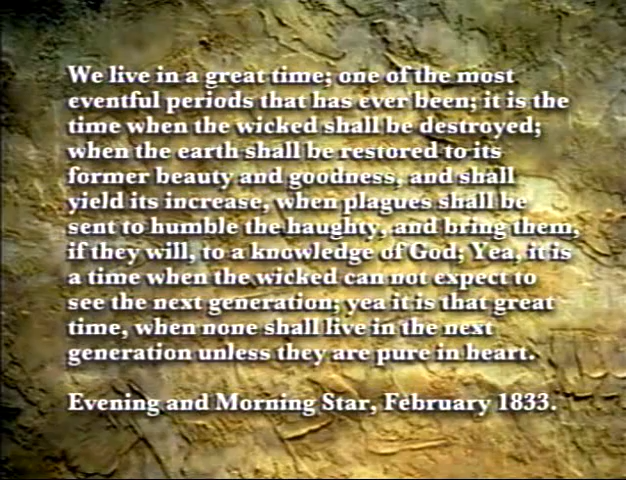 We live in a great time; one of the most
eventful periods that has ever been; it is the
time when the wicked shall be destroyed;
when the earth shall be restored to its
former beauty and goodness, and shall
yield its increase, when plagues shall be
sent to humble the haughty, and bring them,
if they will, to a knowledge of God; Yea, it is
a time when the wicked can not expect to
see the next generation; yea it is that great
time, when none shall live in the next
generation unless they are pure in heart.
Evening and Morning Star, February 1833.